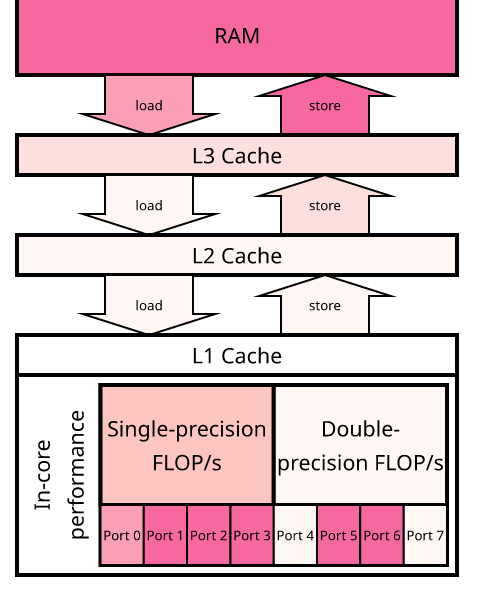 RAM
load
store
L3 Cache
load
store
L2 Cache
load
store
L1 Cache
In-core
performance
Single-precision
FLOP/s
Double-
precision FLOP/s
Port 0
Port 1
Port 2
Port 3
Port 4
Port 5
Port 6
Port 7